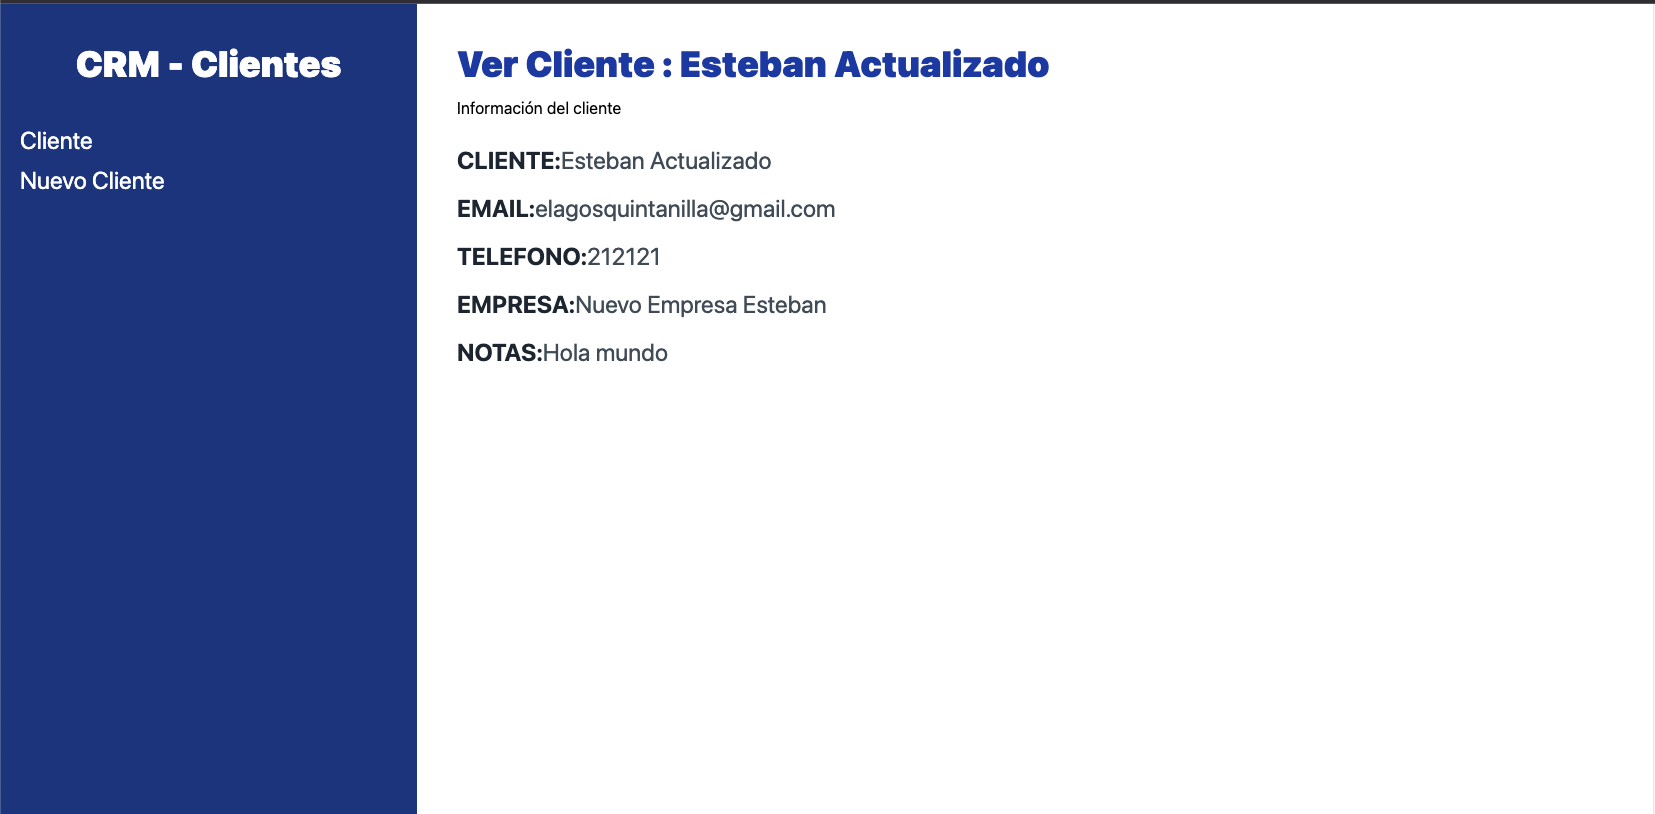 CRM - Clientes
Cliente
Nuevo Cliente
Ver Cliente : Esteban Actualizado
Información del cliente
CLIENTE:Esteban Actualizado
EMAIL:elagosquintanilla@gmail.com
TELEFONO:212121
EMPRESA:Nuevo Empresa Esteban
NOTAS:Hola mundo